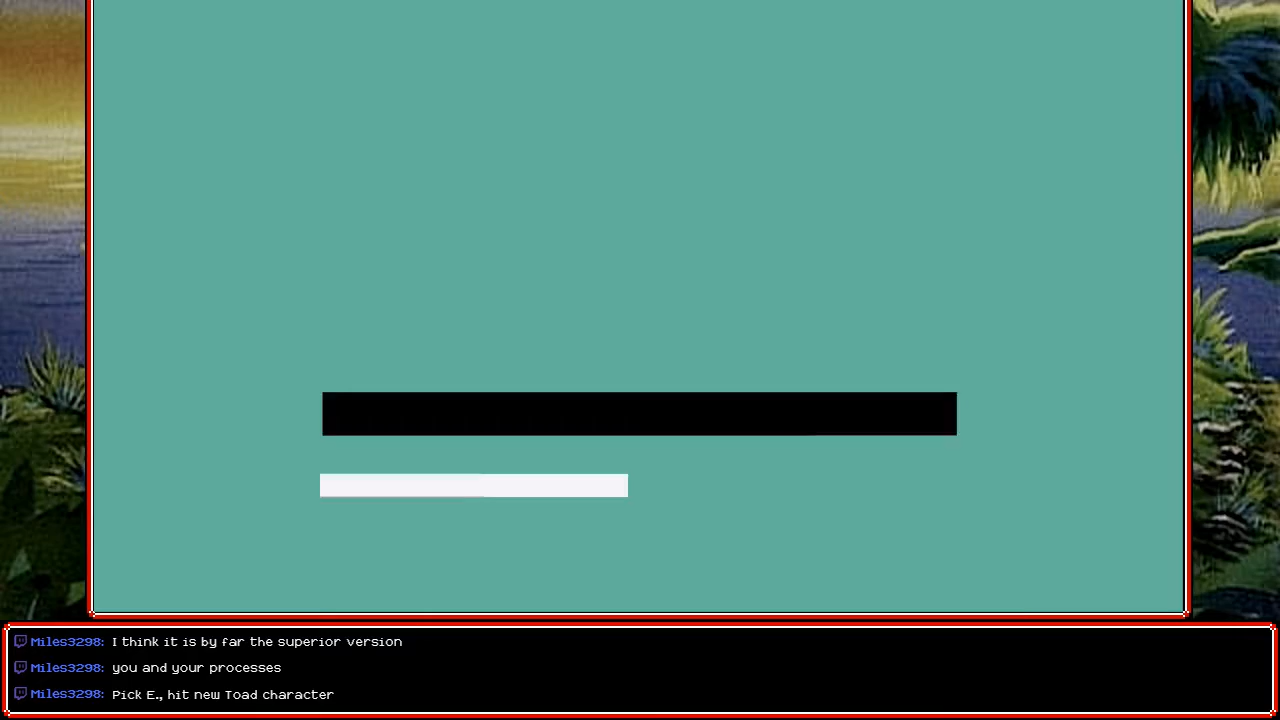 Miles3298: I think it is by far the superior version
Miles3298: you and your processes
Miles3298: Pick E., hit new Toad character